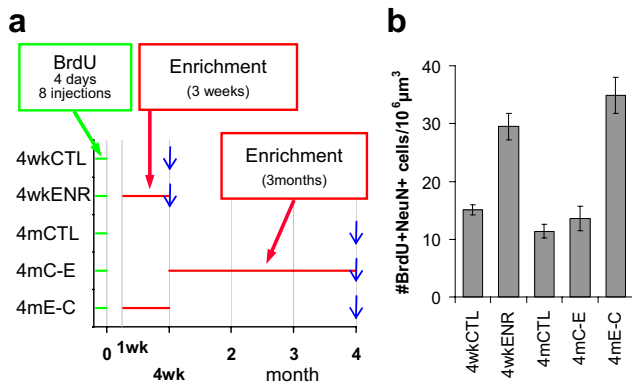 a
BrdU
4 days
8 injections
Enrichment
(3 weeks)
Enrichment
(3months)
4wkCTL
4wkENR
4mCTL
4mC-E
4mE-C
0
1wk
4wk
2
3
4
month
b
#BrdU+NeuN+ cells/10⁶µm³
40
30
20
10
0
4wkCTL
4wkENR
4mCTL
4mC-E
4mE-C